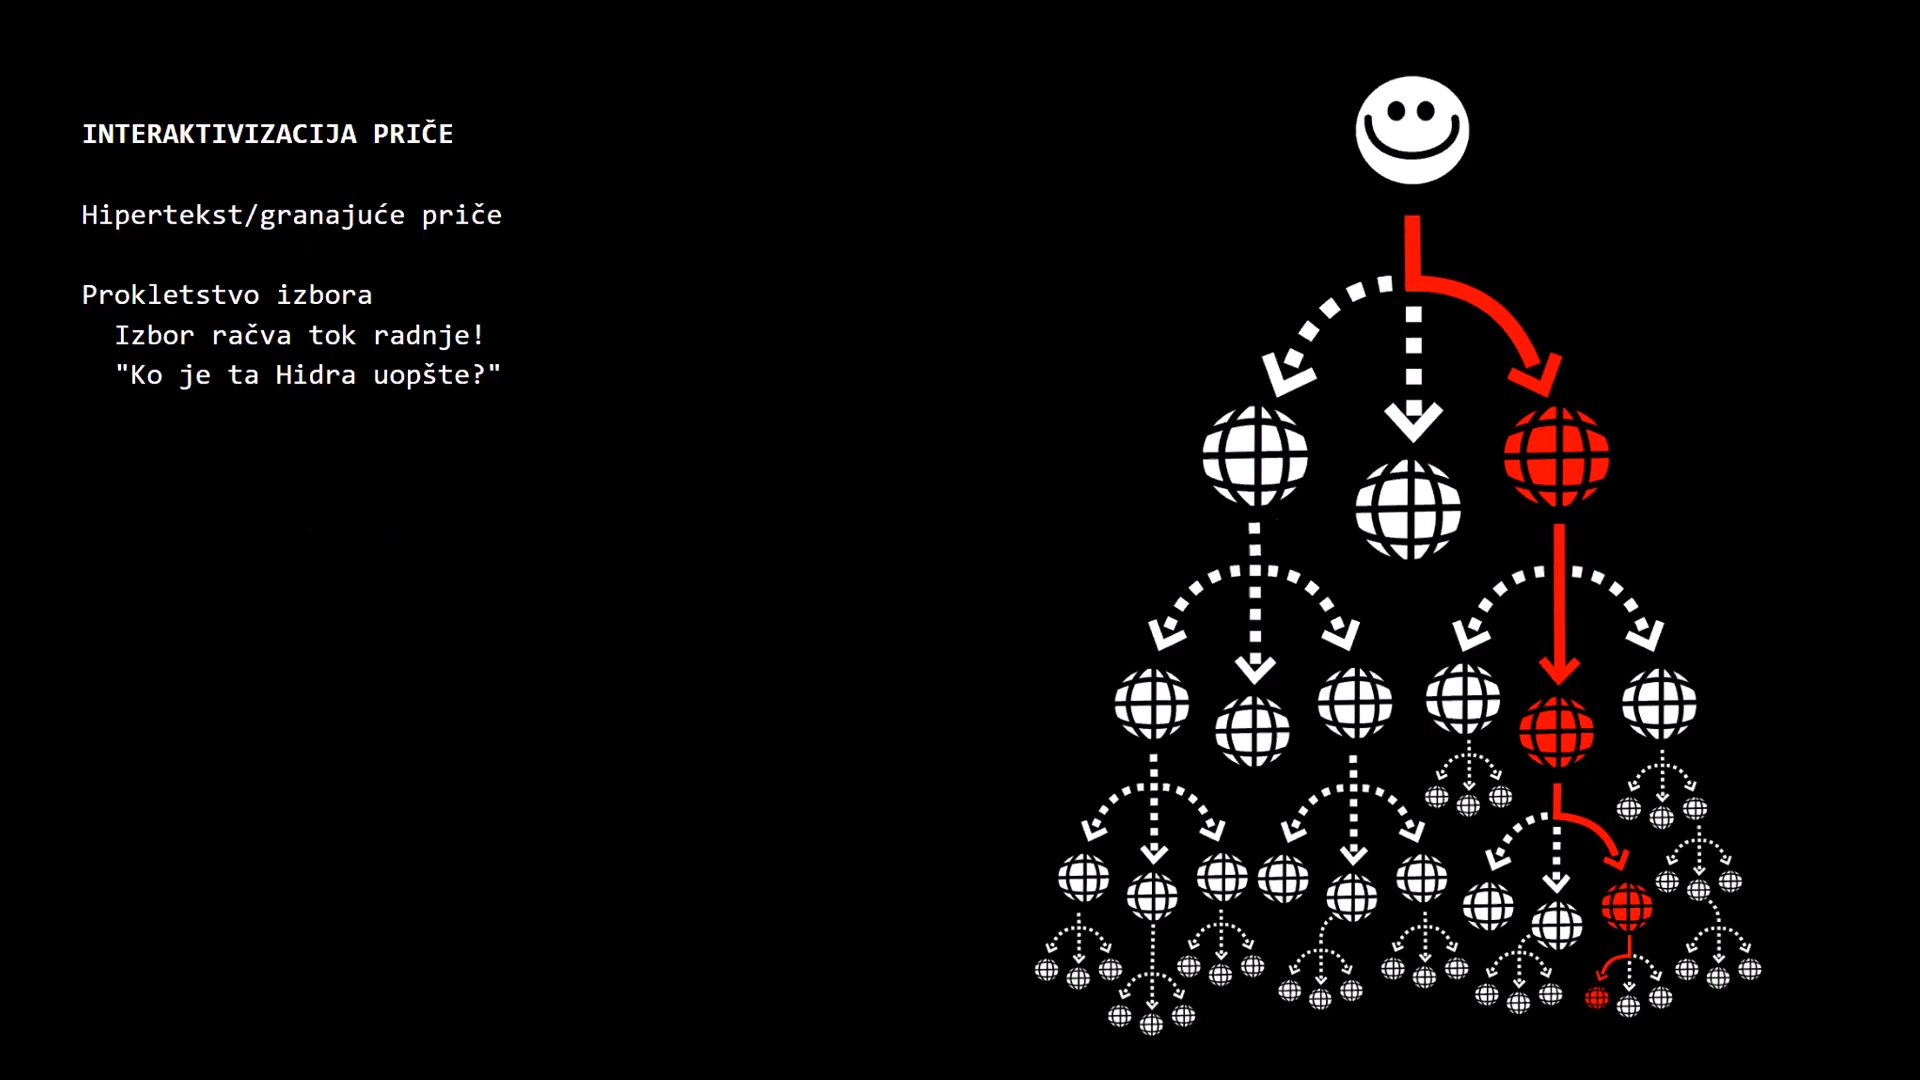 INTERAKTIVIZACIJA PRIČE
Hipertekst/granajuće priče
Prokletstvo izbora
Izbor račva tok radnje!
"Ko je ta Hidra uopšte?"